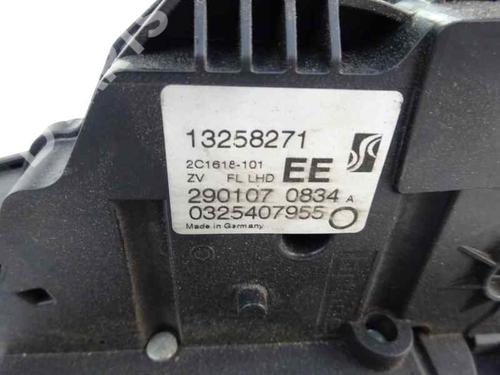 13258271
2C1618-101
ZV FL LHD EE
290107 0834 A
0325407955
Made in Germany